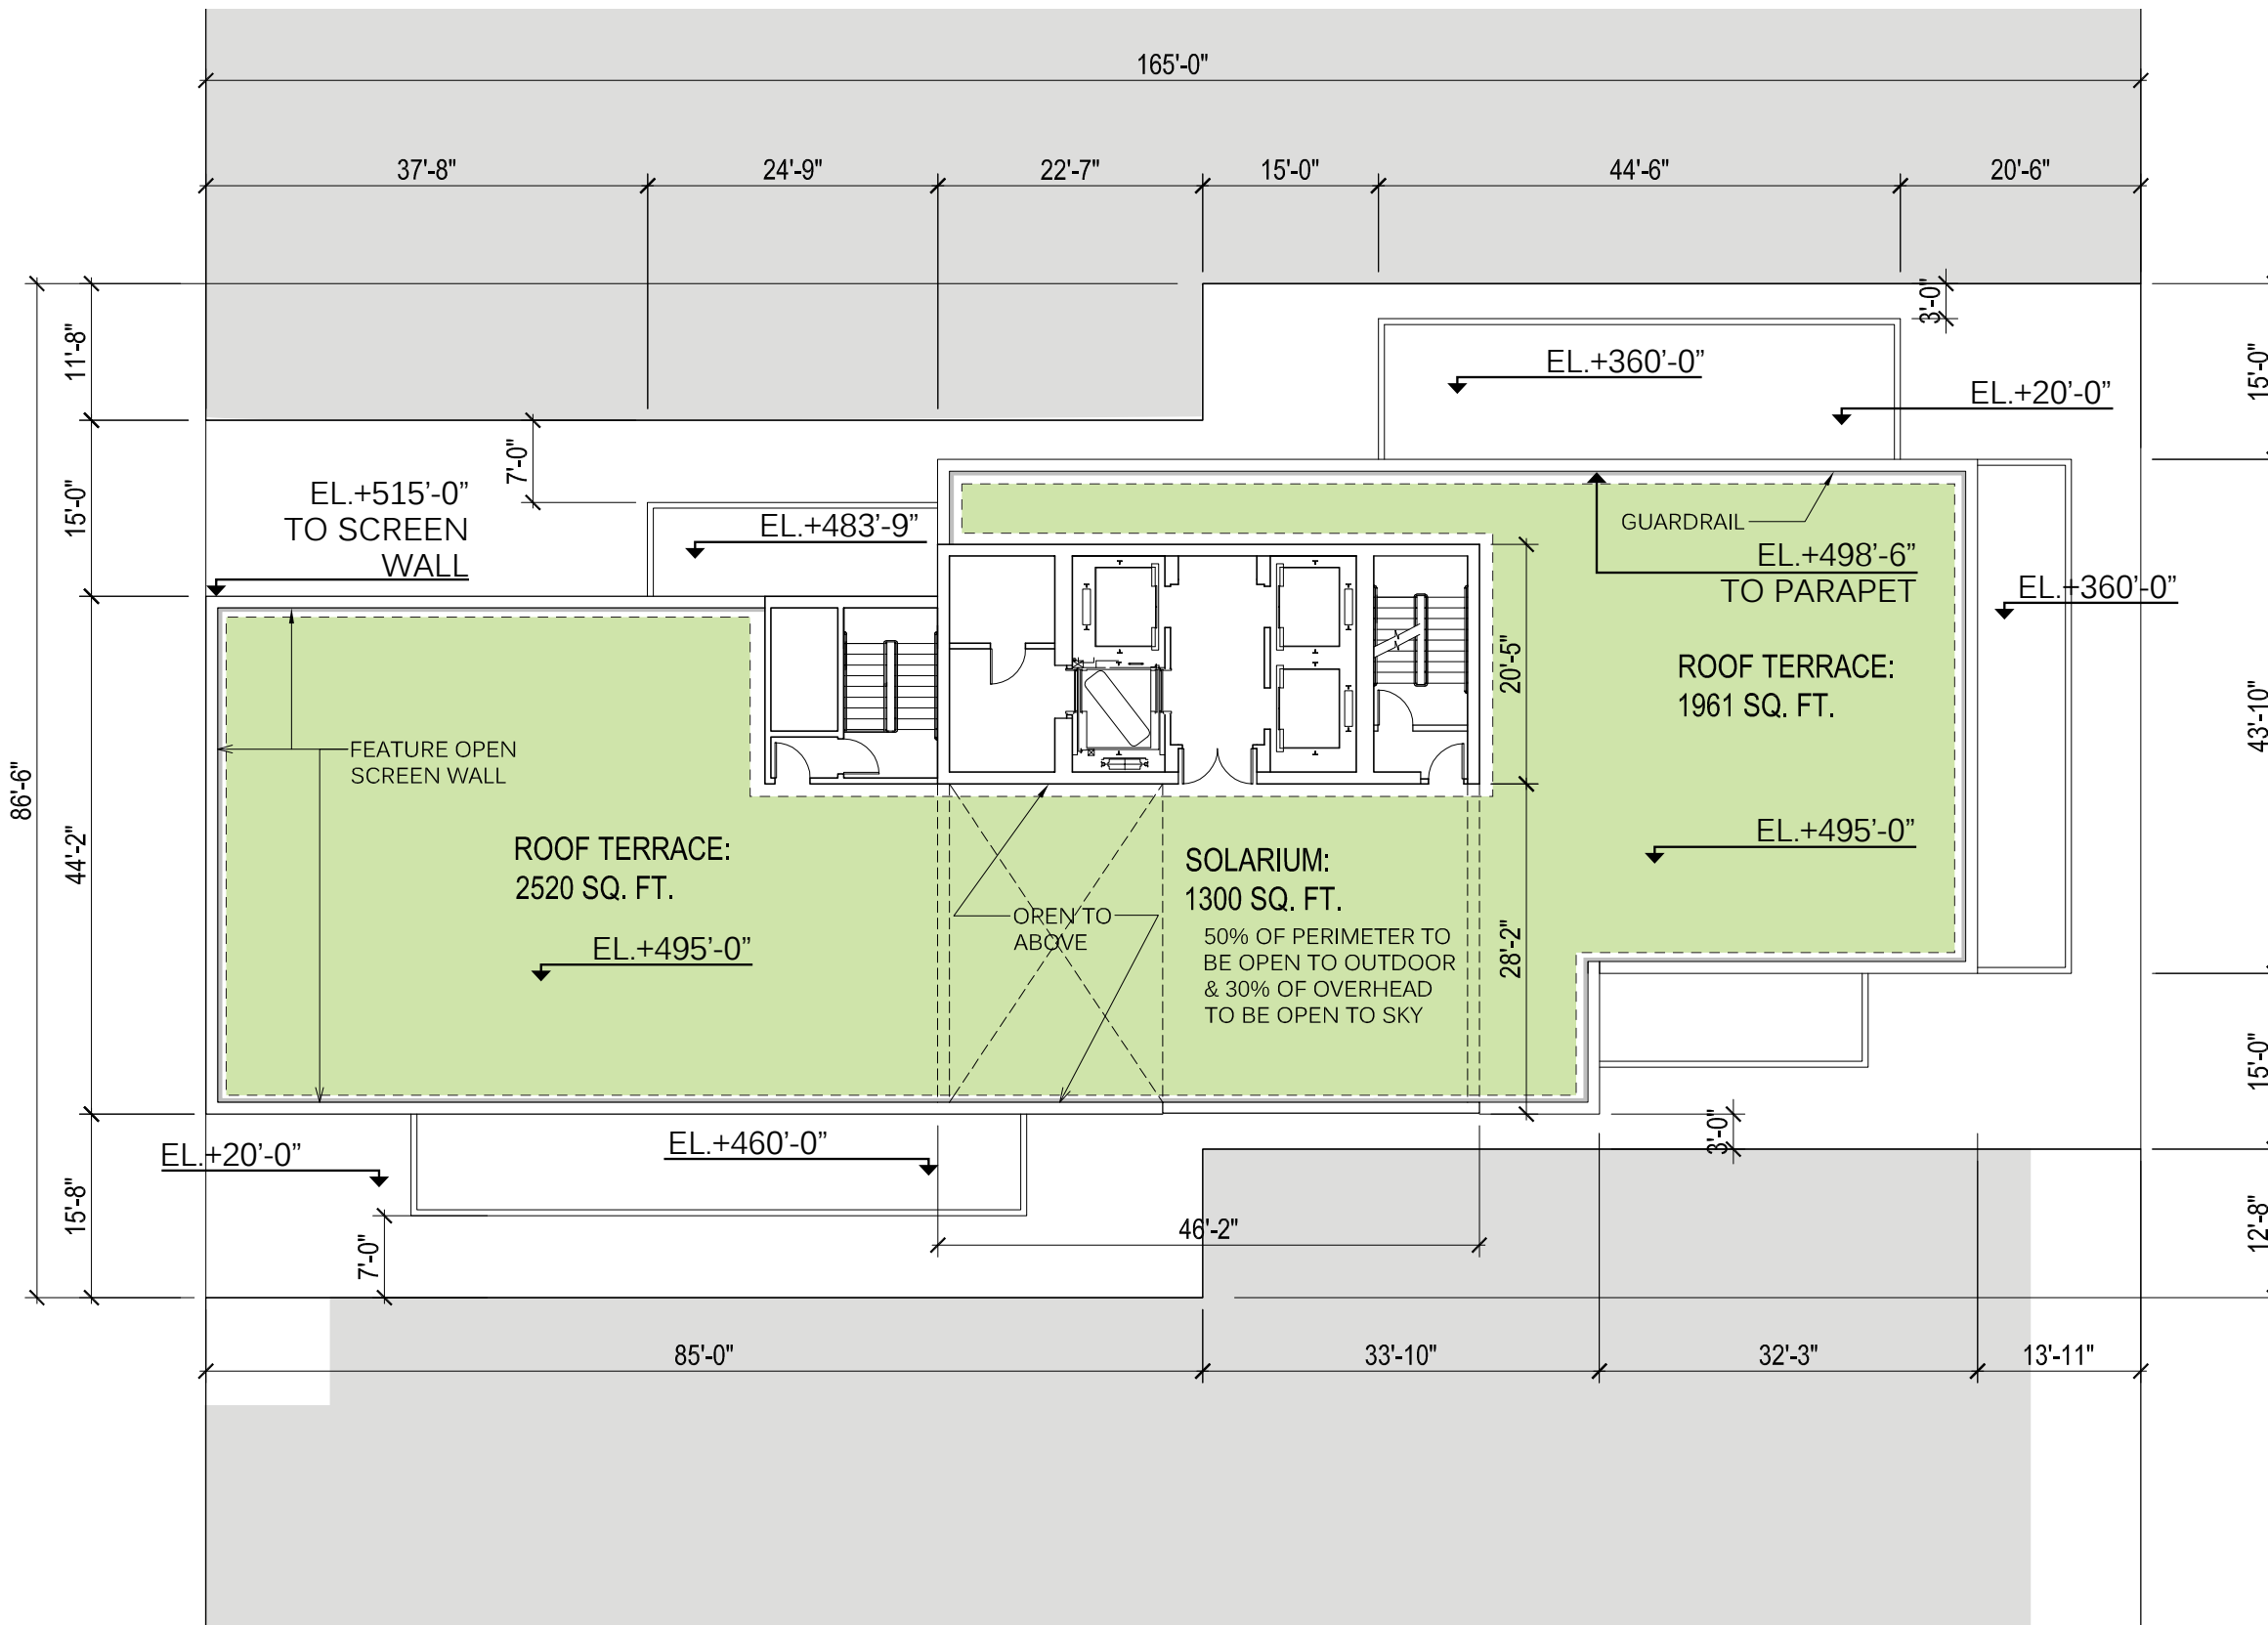 165'-0"
37'-8"
24'-9"
22'-7"
15'-0"
44'-6"
20'-6"
3'-0"
11'-8"
15'-0"
EL.+360'-0”
EL.+20'-0”
7'-0"
15'-0"
EL.+515’-0”
TO SCREEN
WALL
EL.+483’-9”
GUARDRAIL
EL.+498’-6”
TO PARAPET
EL.+360’-0”
20'-5"
ROOF TERRACE:
1961 SQ. FT.
43'-10"
FEATURE OPEN
SCREEN WALL
86'-6"
44'-2"
ROOF TERRACE:
2520 SQ. FT.
EL.+495’-0”
SOLARIUM:
1300 SQ. FT.
50% OF PERIMETER TO
BE OPEN TO OUTDOOR
& 30% OF OVERHEAD
TO BE OPEN TO SKY
OPEN TO
ABOVE
EL.+495’-0”
28'-2"
15'-0"
3'-0"
EL.+20’-0”
EL.+460’-0”
15'-8"
7'-0"
46'-2"
12'-8"
85'-0"
33'-10"
32'-3"
13'-11"